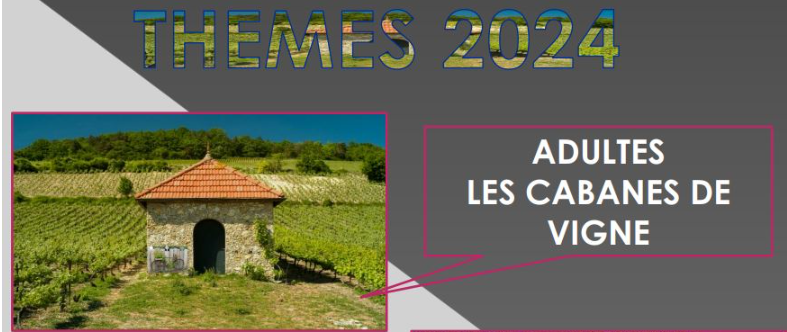 THEMES 2024
ADULTES
LES CABANES DE
VIGNE